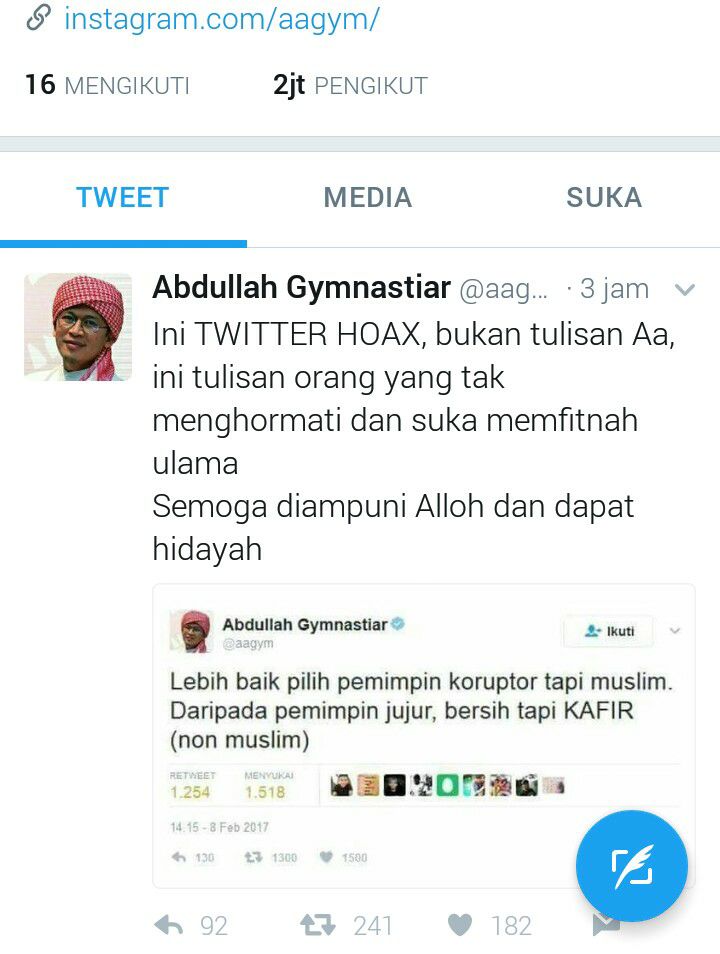 instagram.com/aagym/
16 MENGIKUTI 2jt PENGIKUT
TWEET MEDIA SUKA
Abdullah Gymnastiar @aag... · 3 jam
Ini TWITTER HOAX, bukan tulisan Aa,
ini tulisan orang yang tak
menghormati dan suka memfitnah
ulama
Semoga diampuni Alloh dan dapat
hidayah
Abdullah Gymnastiar
@aagym
Ikuti
Lebih baik pilih pemimpin koruptor tapi muslim.
Daripada pemimpin jujur, bersih tapi KAFIR
(non muslim)
RETWEET MENYUKAI
1.254 1.518
14.15 - 8 Feb 2017
130 1300 1500
92 241 182